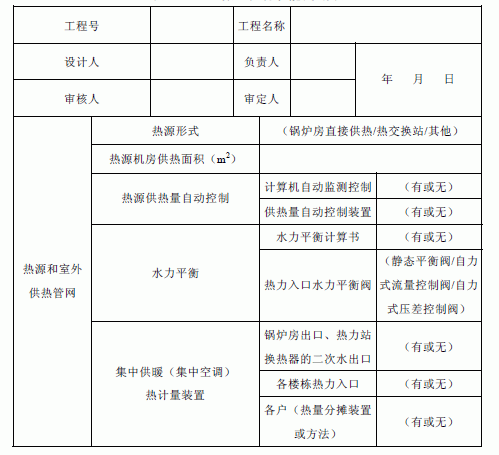 工程号
工程名称
设计人
负责人
年 月 日
审核人
审定人
热源形式
（锅炉房直接供热/热交换站/其他）
热源机房供热面积（m²）
热源供热量自动控制
计算机自动监测控制
（有或无）
供热量自动控制装置
（有或无）
热源和室外
供热管网
水力平衡
水力平衡计算书
（有或无）
热力入口水力平衡阀
（静态平衡阀/自力
式流量控制阀/自力
式压差控制阀）
集中供暖（集中空调）
热计量装置
锅炉房出口、热力站
换热器的二次水出口
（有或无）
各楼栋热力入口
（有或无）
各户（热量分摊装置
或方法）
（有或无）